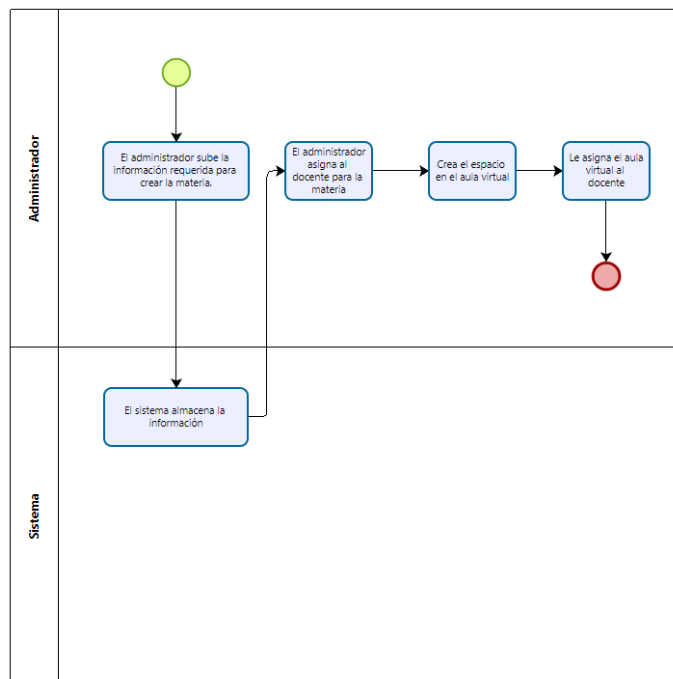 Administrador
El administrador sube la
información requerida para
crear la materia.
El administrador
asigna al
docente para la
materia
Crea el espacio
en el aula virtual
Le asigna el aula
virtual al
docente
Sistema
El sistema almacena la
información